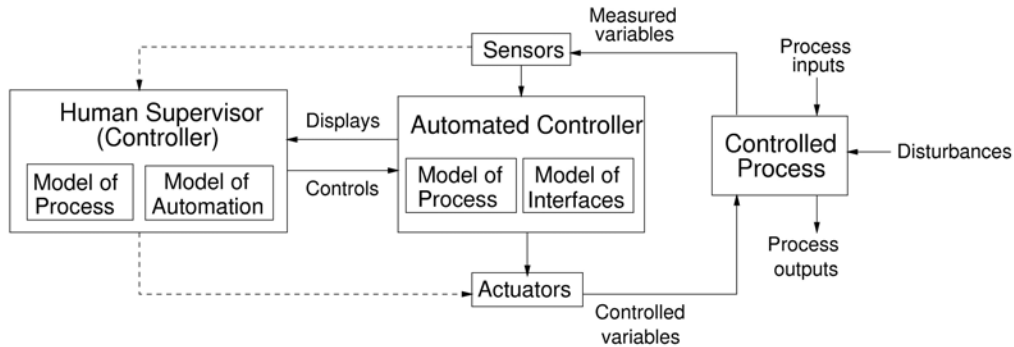 Measured
variables
Sensors
Process
inputs
Human Supervisor
(Controller)
Displays
Automated Controller
Controlled
Process
Disturbances
Model of
Process
Model of
Automation
Controls
Model of
Process
Model of
Interfaces
Process
outputs
Actuators
Controlled
variables